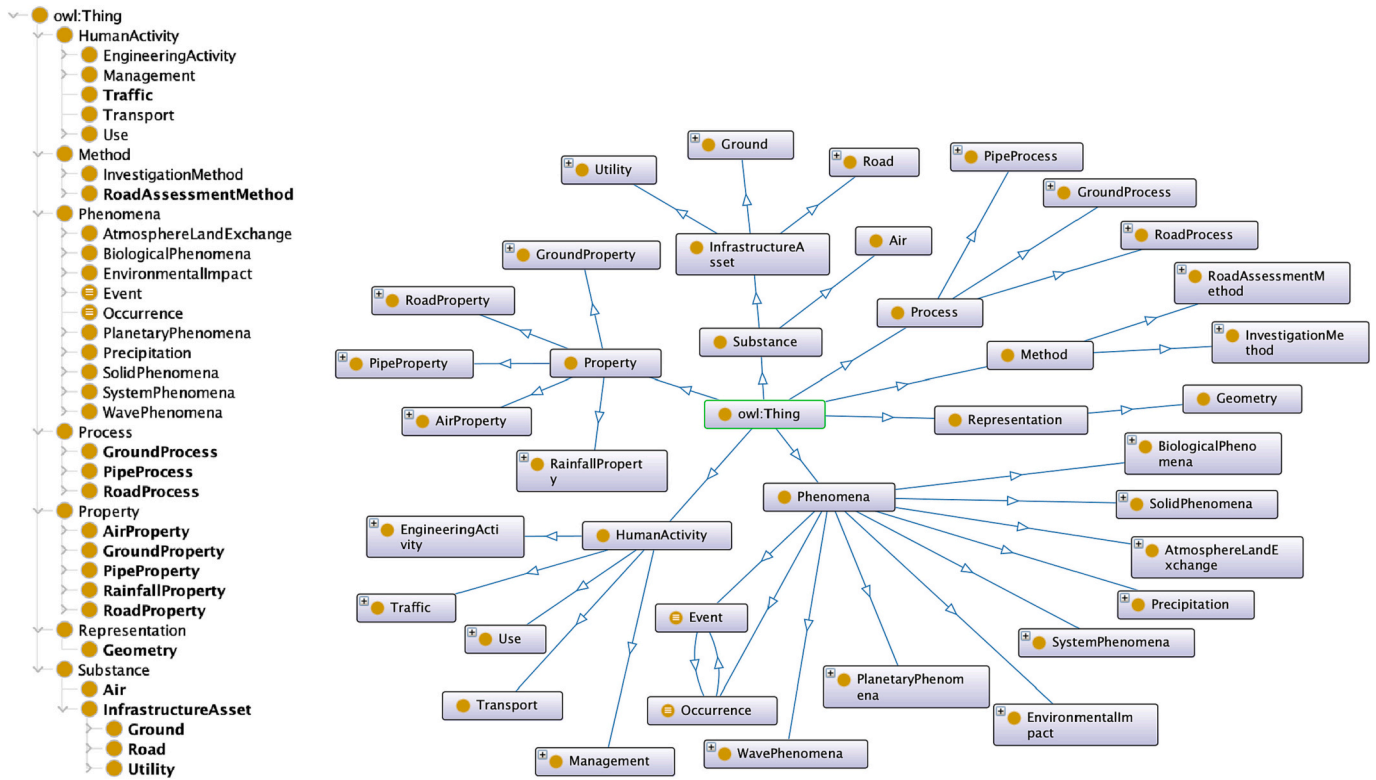 owl:Thing
HumanActivity
EngineeringActivity
Management
Traffic
Transport
Use
Method
InvestigationMethod
RoadAssessmentMethod
Phenomena
AtmosphereLandExchange
BiologicalPhenomena
EnvironmentalImpact
Event
Occurrence
PlanetaryPhenomena
Precipitation
SolidPhenomena
SystemPhenomena
WavePhenomena
Process
GroundProcess
PipeProcess
RoadProcess
Property
AirProperty
GroundProperty
PipeProperty
RainfallProperty
RoadProperty
Representation
Geometry
Substance
Air
InfrastructureAsset
Ground
Road
Utility
Ground
Utility
Road
PipeProcess
GroundProcess
RoadProcess
InfrastructureA
sset
Air
GroundProperty
RoadProperty
RoadAssessmentM
ethod
Process
Substance
Method
InvestigationMe
thod
PipeProperty
Property
AirProperty
owl:Thing
Representation
Geometry
RainfallPropert
y
BiologicalPheno
mena
Phenomena
SolidPhenomena
EngineeringActi
vity
HumanActivity
AtmosphereLandE
xchange
Traffic
Event
Precipitation
Use
SystemPhenomena
PlanetaryPhenom
ena
Transport
Occurrence
EnvironmentalIm
pact
Management
WavePhenomena